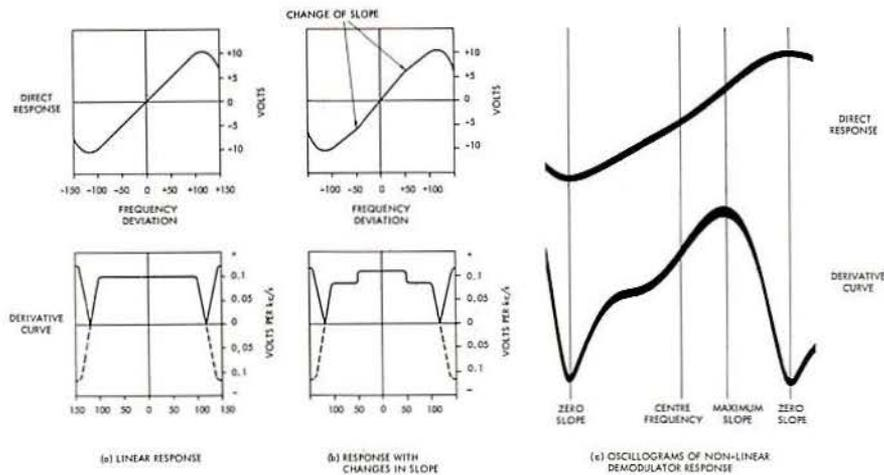 CHANGE OF SLOPE
DIRECT
RESPONSE
+10
+5
0
-5
-10
VOLTS
-150 -100 0 +100 +150
FREQUENCY
DEVIATION
+10
+5
0
-5
-10
VOLTS
-100 0 +100
FREQUENCY
DEVIATION
DIRECT
RESPONSE
DERIVATIVE
CURVE
+
0,1
0,05
0
0,05
0,1
-
VOLTS PER kc/s
150 100 50 0 50 100 150
(a) LINEAR RESPONSE
+
0,1
0,05
0
0,05
0,1
-
VOLTS PER kc/s
100 50 0 50 100 150
(b) RESPONSE WITH
CHANGES IN SLOPE
DERIVATIVE
CURVE
ZERO
SLOPE
CENTRE
FREQUENCY
MAXIMUM
SLOPE
ZERO
SLOPE
(c) OSCILLOGRAMS OF NON-LINEAR
DEMODULATOR RESPONSE